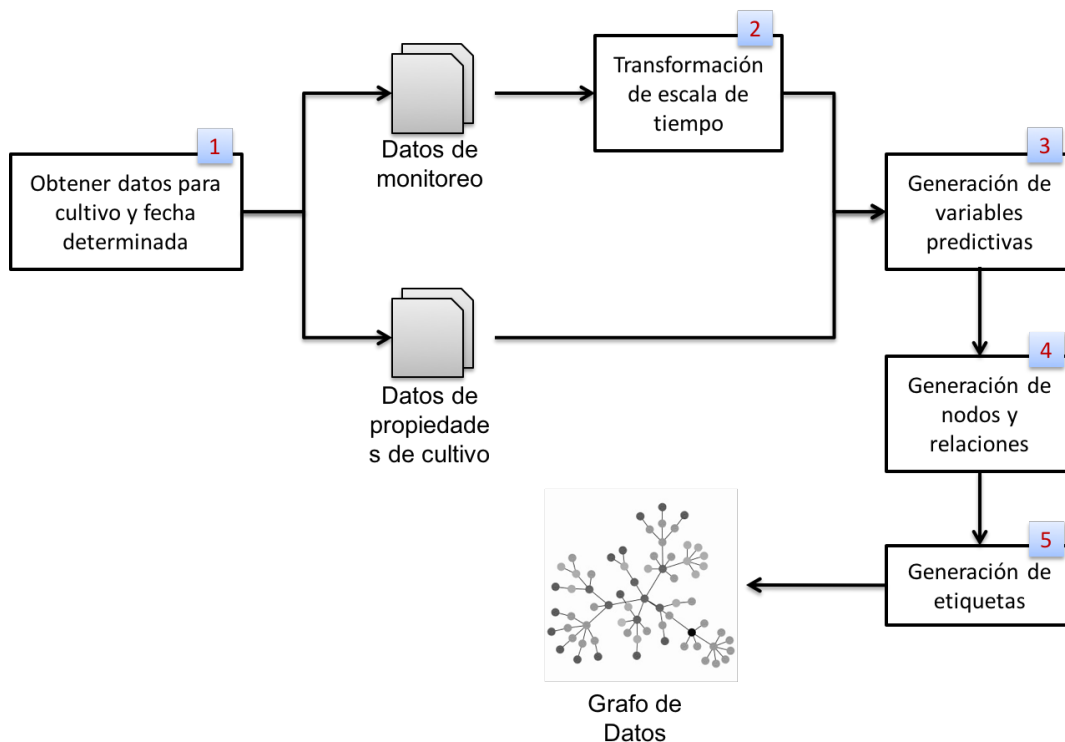 1
Obtener datos para
cultivo y fecha
determinada
Datos de
monitoreo
2
Transformación
de escala de
tiempo
Datos de
propiedade
s de cultivo
3
Generación de
variables
predictivas
4
Generación de
nodos y
relaciones
5
Generación de
etiquetas
Grafo de
Datos